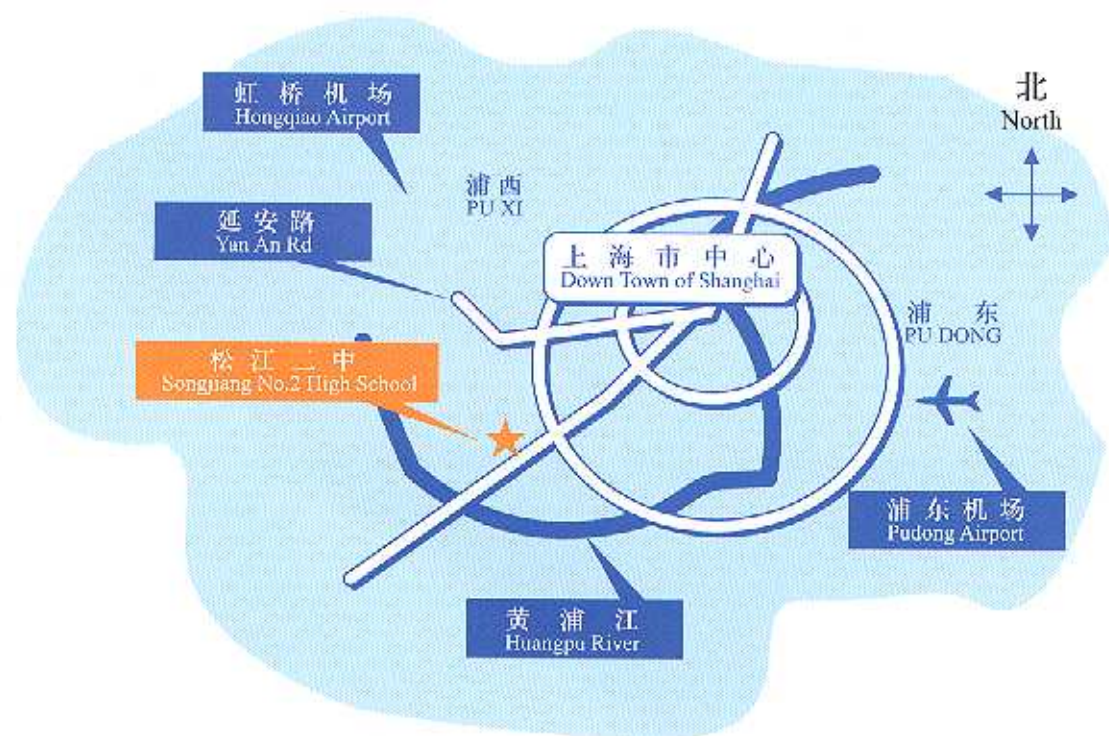 虹桥机场
Hongqiao Airport
北
North
浦西
PU XI
延安路
Yan An Rd
上海市中心
Down Town of Shanghai
浦东
PU DONG
松江二中
Songjiang No.2 High School
浦东机场
Pudong Airport
黄浦江
Huangpu River